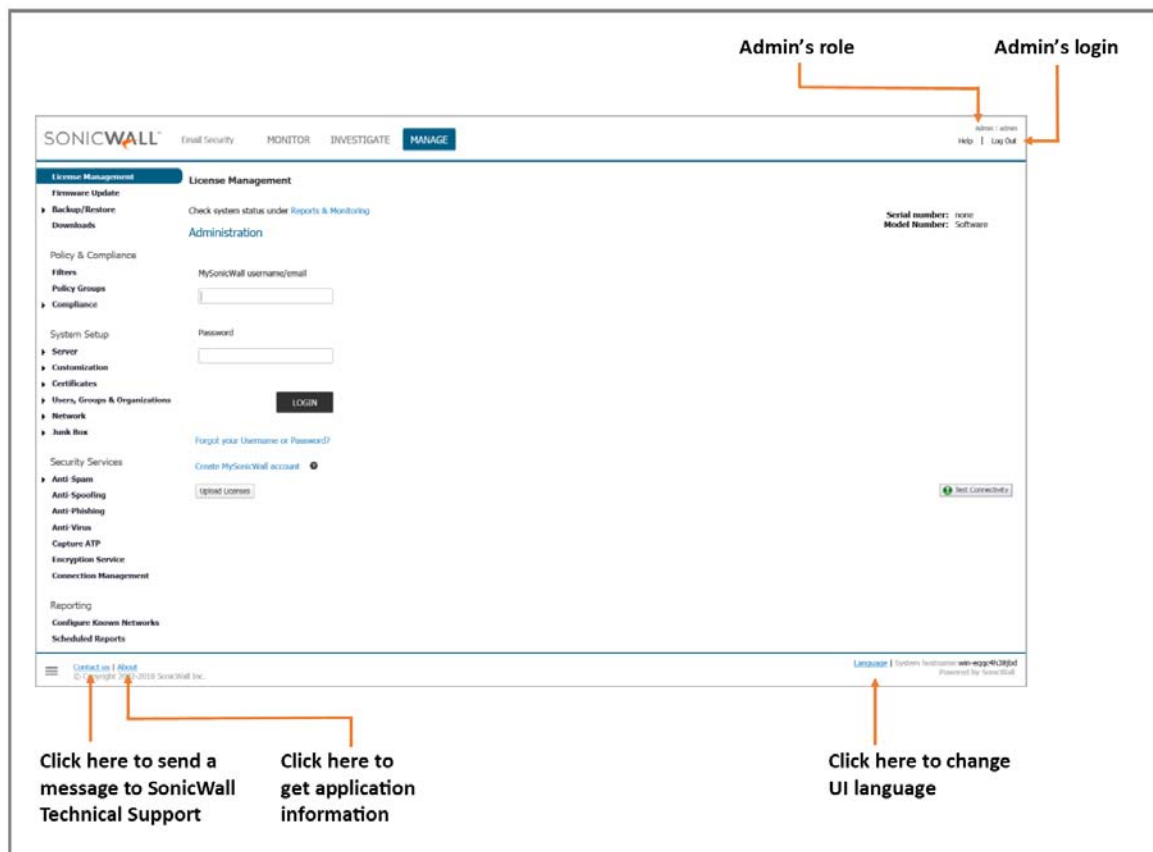 Admin's role
Admin's login
SONICWALL Email Security MONITOR INVESTIGATE MANAGE
Admin : admin
Help | Log Out
License Management
Firmware Update
Backup/Restore
Downloads
Policy & Compliance
Filters
Policy Groups
Compliance
System Setup
Server
Customization
Certificates
Users, Groups & Organizations
Network
Junk Box
Security Services
Anti-Spam
Anti-Spoofing
Anti-Phishing
Anti-Virus
Capture ATP
Encryption Service
Connection Management
Reporting
Configure Known Networks
Scheduled Reports
License Management
Check system status under Reports & Monitoring
Administration
Serial number: none
Model Number: Software
MySonicWall username/email
Password
LOGIN
Forgot your Username or Password?
Create MySonicWall account
Upload Licenses
Test Connectivity
Contact us | About
© Copyright 2002-2018 SonicWall Inc.
Language | System hostname:
Powered by SonicWall
Click here to send a
message to SonicWall
Technical Support
Click here to
get application
information
Click here to change
UI language